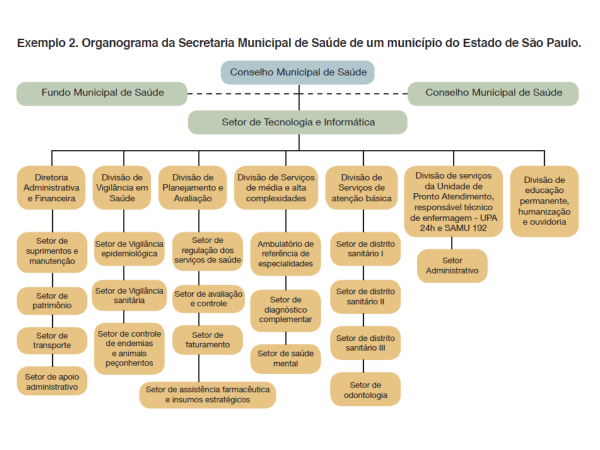 Exemplo 2. Organograma da Secretaria Municipal de Saúde de um município do Estado de São Paulo.
Conselho Municipal de Saúde
Fundo Municipal de Saúde
Conselho Municipal de Saúde
Setor de Tecnologia e Informática
Diretoria
Administrativa
e Financeira
Divisão de
Vigilância em
Saúde
Divisão de
Planejamento e
Avaliação
Divisão de Serviços
de média e alta
complexidades
Divisão de
Serviços de
atenção básica
Divisão de serviços
da Unidade de
Pronto Atendimento,
responsável técnico
de enfermagem - UPA
24h e SAMU 192
Divisão de
educação
permanente,
humanização
e ouvidoria
Setor de
suprimentos e
manutenção
Setor de
patrimônio
Setor de
transporte
Setor de apoio
administrativo
Setor de Vigilância
epidemiológica
Setor de Vigilância
sanitária
Setor de controle
de endemias
e animais
peçonhentos
Setor de
regulação dos
serviços de saúde
Setor de avaliação
e controle
Setor de
faturamento
Setor de assistência farmacêutica
e insumos estratégicos
Ambulatório de
referência de
especialidades
Setor de
diagnóstico
complementar
Setor de saúde
mental
Setor de distrito
sanitário I
Setor de distrito
sanitário II
Setor de distrito
sanitário III
Setor de
odontologia
Setor
Administrativo